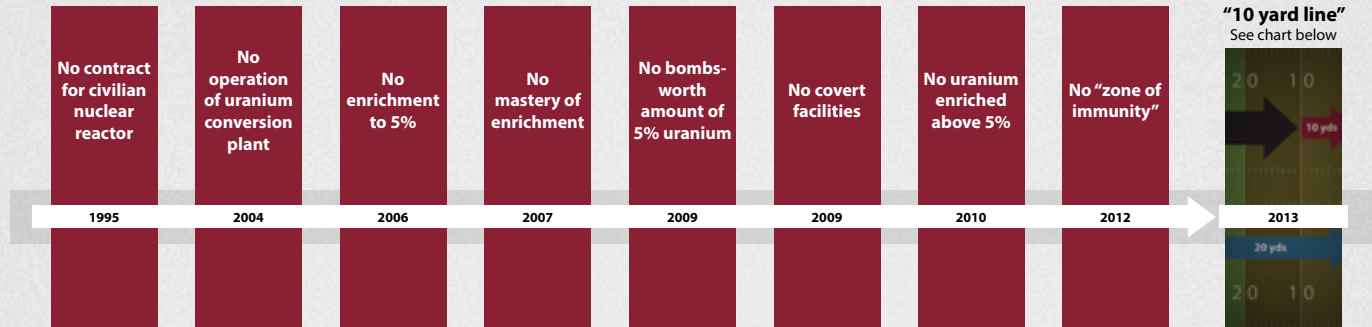 No contract
for civilian
nuclear
reactor
1995
No
operation
of uranium
conversion
plant
2004
No
enrichment
to 5%
2006
No
mastery of
enrichment
2007
No bombs-
worth
amount of
5% uranium
2009
No covert
facilities
2009
No uranium
enriched
above 5%
2010
No “zone of
immunity”
2012
“10 yard line”
See chart below
20 10
10 yds
2013
20 yds
20 10